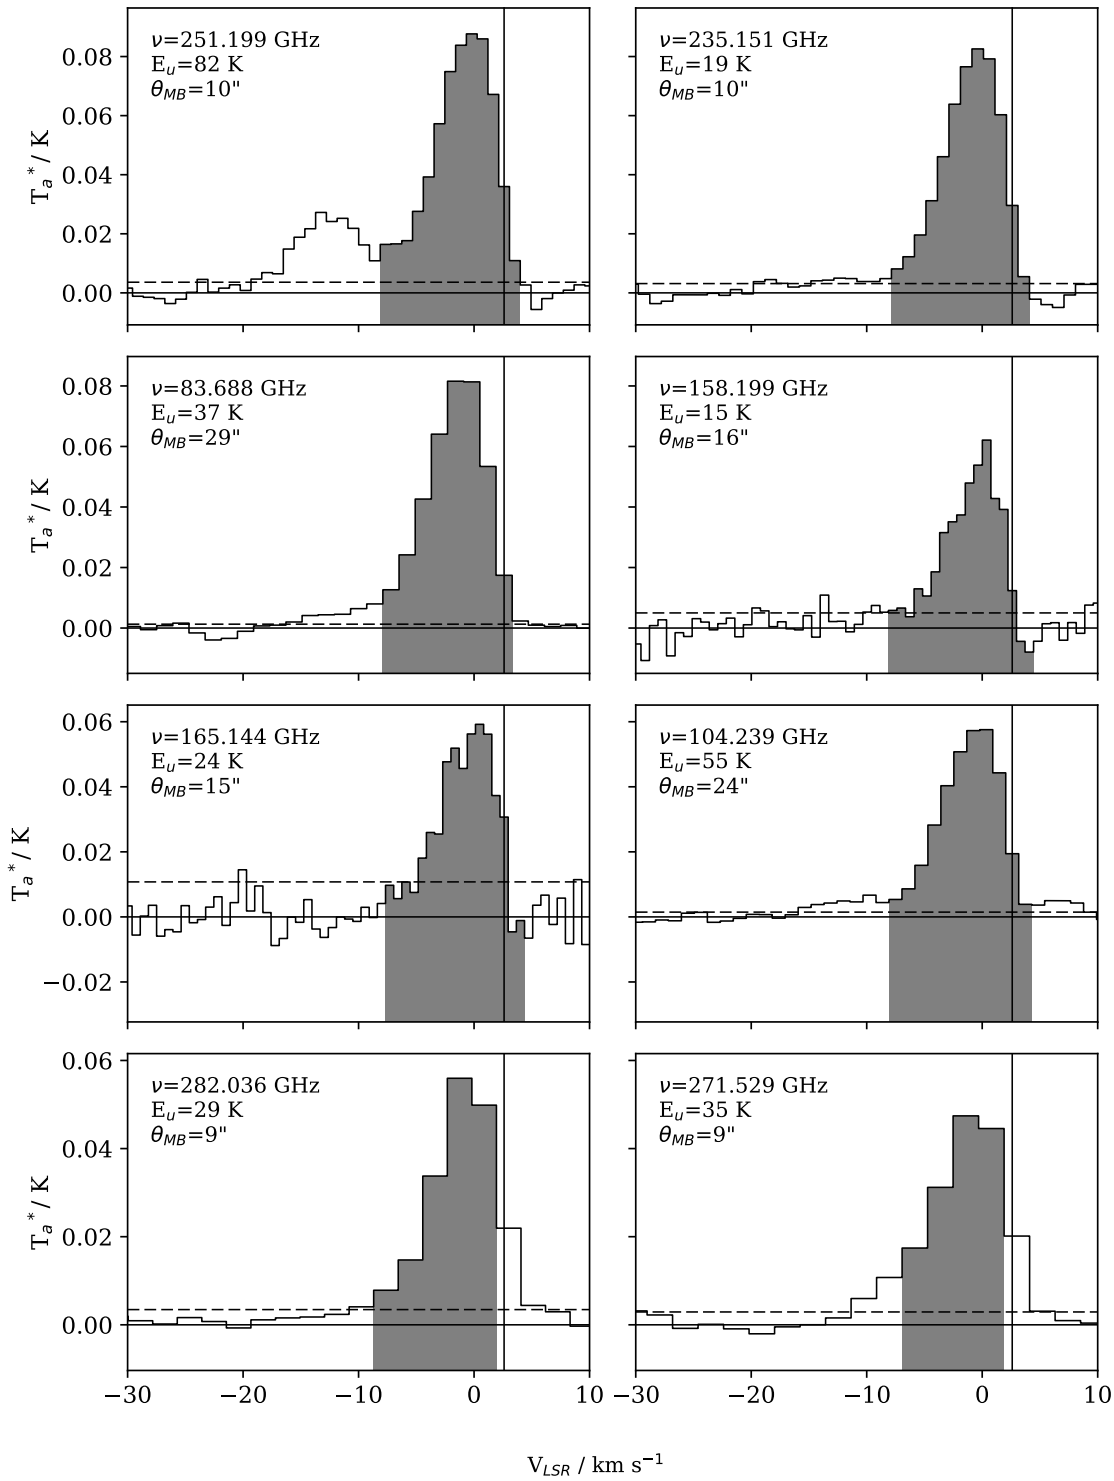 ν=251.199 GHz
E_u=82 K
θ_MB=10"
ν=235.151 GHz
E_u=19 K
θ_MB=10"
0.08
0.06
0.04
0.02
0.00
T_a^* / K
ν=83.688 GHz
E_u=37 K
θ_MB=29"
ν=158.199 GHz
E_u=15 K
θ_MB=16"
0.08
0.06
0.04
0.02
0.00
T_a^* / K
ν=165.144 GHz
E_u=24 K
θ_MB=15"
ν=104.239 GHz
E_u=55 K
θ_MB=24"
0.06
0.04
0.02
0.00
−0.02
T_a^* / K
ν=282.036 GHz
E_u=29 K
θ_MB=9"
ν=271.529 GHz
E_u=35 K
θ_MB=9"
0.06
0.04
0.02
0.00
T_a^* / K
−30 −20 −10 0 10
−30 −20 −10 0 10
V_LSR / km s^−1